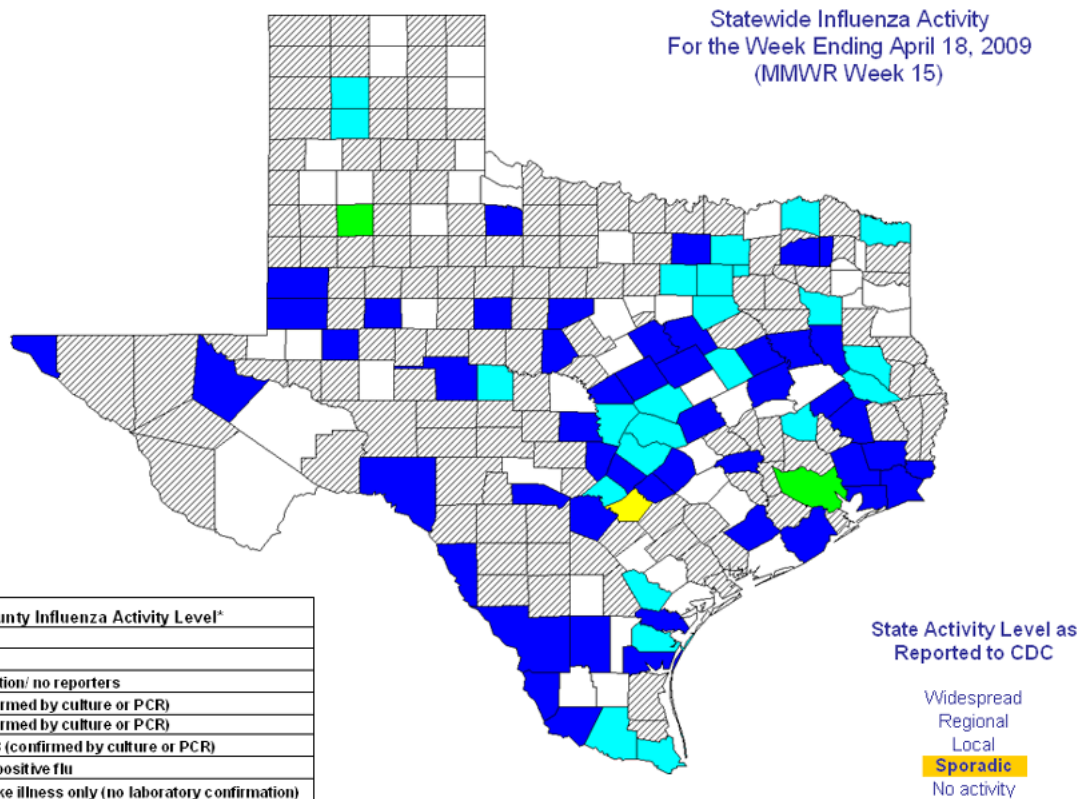 Statewide Influenza Activity
For the Week Ending April 18, 2009
(MMWR Week 15)
unty Influenza Activity Level*
tion/ no reporters
rmed by culture or PCR)
rmed by culture or PCR)
(confirmed by culture or PCR)
positive flu
ke illness only (no laboratory confirmation)
State Activity Level as
Reported to CDC
Widespread
Regional
Local
Sporadic
No activity